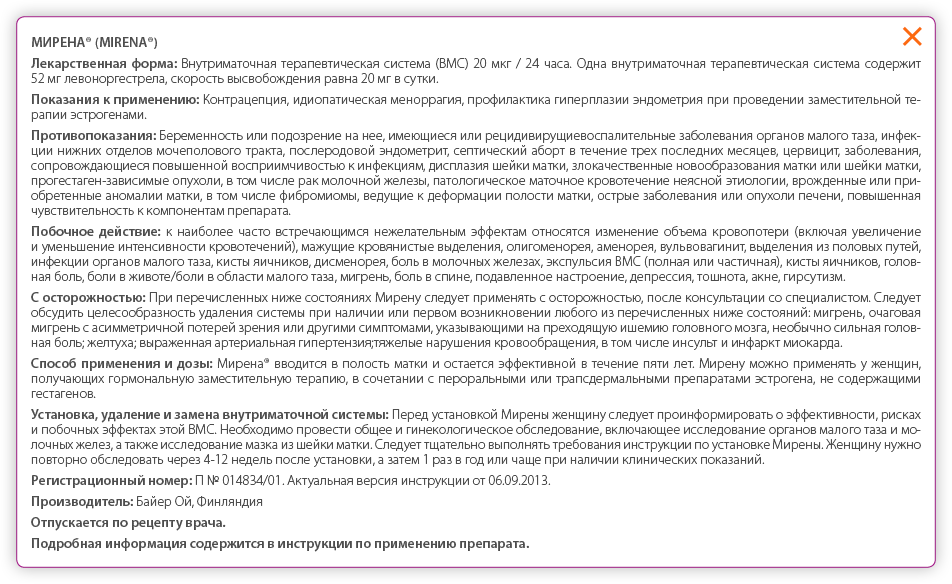 МИРЕНА® (MIRENA®)
Лекарственная форма: Внутриматочная терапевтическая система (ВМС) 20 мкг / 24 часа. Одна внутриматочная терапевтическая система содержит
52 мг левоноргестрела, скорость высвобождения равна 20 мг в сутки.
Показания к применению: Контрацепция, идиопатическая меноррагия, профилактика гиперплазии эндометрия при проведении заместительной те-
рапии эстрогенами.
Противопоказания: Беременность или подозрение на нее, имеющиеся или рецидивирущиевоспалительные заболевания органов малого таза, инфек-
ции нижних отделов мочеполового тракта, послеродовой эндометрит, септический аборт в течение трех последних месяцев, цервицит, заболевания,
сопровождающиеся повышенной восприимчивостью к инфекциям, дисплазия шейки матки, злокачественные новообразования матки или шейки матки,
прогестаген-зависимые опухоли, в том числе рак молочной железы, патологическое маточное кровотечение неясной этиологии, врожденные или при-
обретенные аномалии матки, в том числе фибромиомы, ведущие к деформации полости матки, острые заболевания или опухоли печени, повышенная
чувствительность к компонентам препарата.
Побочное действие: к наиболее часто встречающимся нежелательным эффектам относятся изменение объема кровопотери (включая увеличение
и уменьшение интенсивности кровотечений), мажущие кровянистые выделения, олигоменорея, аменорея, вульвовагинит, выделения из половых путей,
инфекции органов малого таза, кисты яичников, дисменорея, боль в молочных железах, экспульсия ВМС (полная или частичная), кисты яичников, голов-
ная боль, боли в животе/боли в области малого таза, мигрень, боль в спине, подавленное настроение, депрессия, тошнота, акне, гирсутизм.
С осторожностью: При перечисленных ниже состояниях Мирену следует применять с осторожностью, после консультации со специалистом. Следует
обсудить целесообразность удаления системы при наличии или первом возникновении любого из перечисленных ниже состояний: мигрень, очаговая
мигрень с асимметричной потерей зрения или другими симптомами, указывающими на преходящую ишемию головного мозга, необычно сильная голов-
ная боль; желтуха; выраженная артериальная гипертензия;тяжелые нарушения кровообращения, в том числе инсульт и инфаркт миокарда.
Способ применения и дозы: Мирена® вводится в полость матки и остается эффективной в течение пяти лет. Мирену можно применять у женщин,
получающих гормональную заместительную терапию, в сочетании с пероральными или трапсдермальными препаратами эстрогена, не содержащими
гестагенов.
Установка, удаление и замена внутриматочной системы: Перед установкой Мирены женщину следует проинформировать о эффективности, рисках
и побочных эффектах этой ВМС. Необходимо провести общее и гинекологическое обследование, включающее исследование органов малого таза и мо-
лочных желез, а также исследование мазка из шейки матки. Следует тщательно выполнять требования инструкции по установке Мирены. Женщину нужно
повторно обследовать через 4-12 недель после установки, а затем 1 раз в год или чаще при наличии клинических показаний.
Регистрационный номер: П № 014834/01. Актуальная версия инструкции от 06.09.2013.
Производитель: Байер Ой, Финляндия
Отпускается по рецепту врача.
Подробная информация содержится в инструкции по применению препарата.